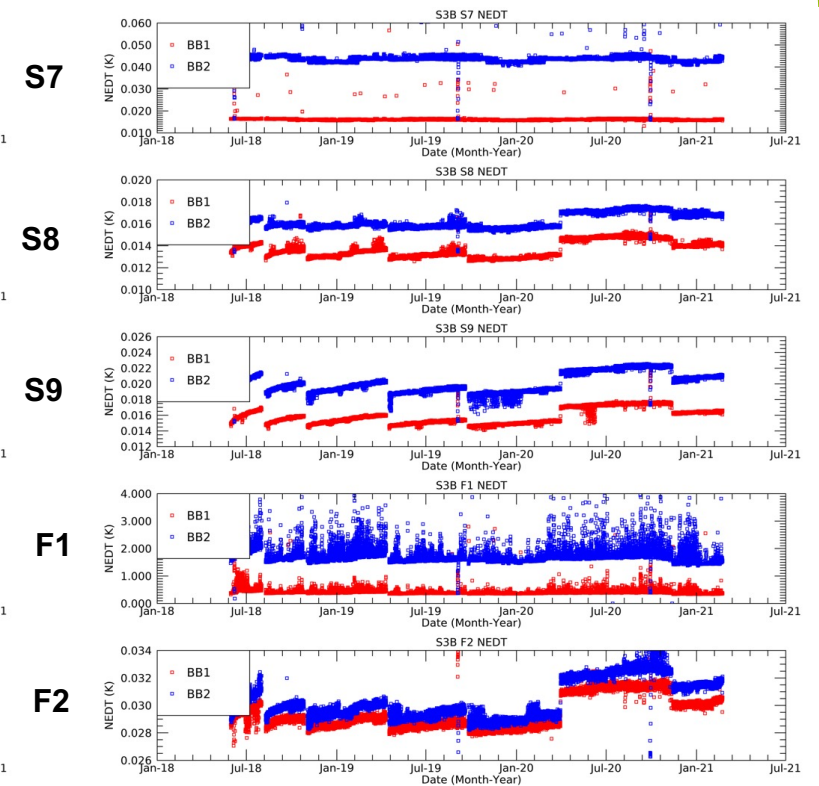 S3B S7 NEDT
S7
NEDT (K)
0.060
0.050
0.040
0.030
0.020
0.010
BB1
BB2
Jan-18 Jul-18 Jan-19 Jul-19 Jan-20 Jul-20 Jan-21 Jul-21
Date (Month-Year)
1
S3B S8 NEDT
S8
NEDT (K)
0.020
0.018
0.016
0.014
0.012
0.010
BB1
BB2
Jan-18 Jul-18 Jan-19 Jul-19 Jan-20 Jul-20 Jan-21 Jul-21
Date (Month-Year)
1
S3B S9 NEDT
S9
NEDT (K)
0.026
0.024
0.022
0.020
0.018
0.016
0.014
0.012
BB1
BB2
Jan-18 Jul-18 Jan-19 Jul-19 Jan-20 Jul-20 Jan-21 Jul-21
Date (Month-Year)
1
S3B F1 NEDT
F1
NEDT (K)
4.000
3.000
2.000
1.000
0.000
BB1
BB2
Jan-18 Jul-18 Jan-19 Jul-19 Jan-20 Jul-20 Jan-21 Jul-21
Date (Month-Year)
1
S3B F2 NEDT
F2
NEDT (K)
0.034
0.032
0.030
0.028
0.026
BB1
BB2
Jan-18 Jul-18 Jan-19 Jul-19 Jan-20 Jul-20 Jan-21 Jul-21
Date (Month-Year)
1